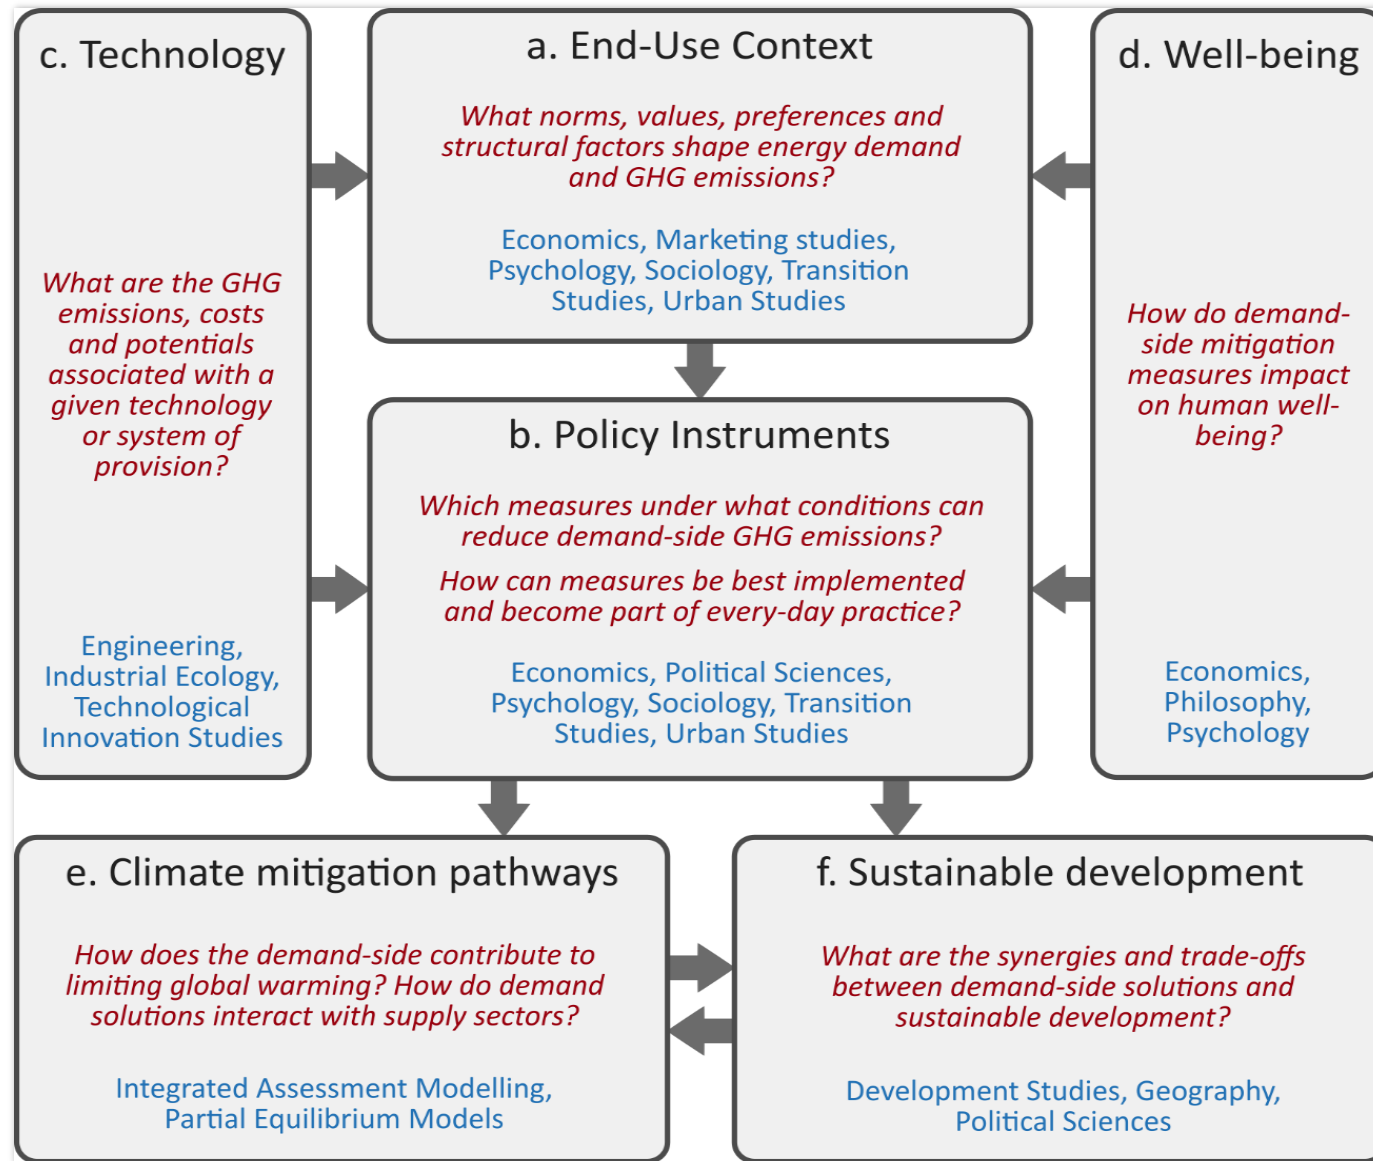 c. Technology
What are the GHG
emissions, costs
and potentials
associated with a
given technology
or system of
provision?
Engineering,
Industrial Ecology,
Technological
Innovation Studies
a. End-Use Context
What norms, values, preferences and
structural factors shape energy demand
and GHG emissions?
Economics, Marketing studies,
Psychology, Sociology, Transition
Studies, Urban Studies
d. Well-being
How do demand-
side mitigation
measures impact
on human well-
being?
Economics,
Philosophy,
Psychology
b. Policy Instruments
Which measures under what conditions can
reduce demand-side GHG emissions?
How can measures be best implemented
and become part of every-day practice?
Economics, Political Sciences,
Psychology, Sociology, Transition
Studies, Urban Studies
e. Climate mitigation pathways
How does the demand-side contribute to
limiting global warming? How do demand
solutions interact with supply sectors?
Integrated Assessment Modelling,
Partial Equilibrium Models
f. Sustainable development
What are the synergies and trade-offs
between demand-side solutions and
sustainable development?
Development Studies, Geography,
Political Sciences